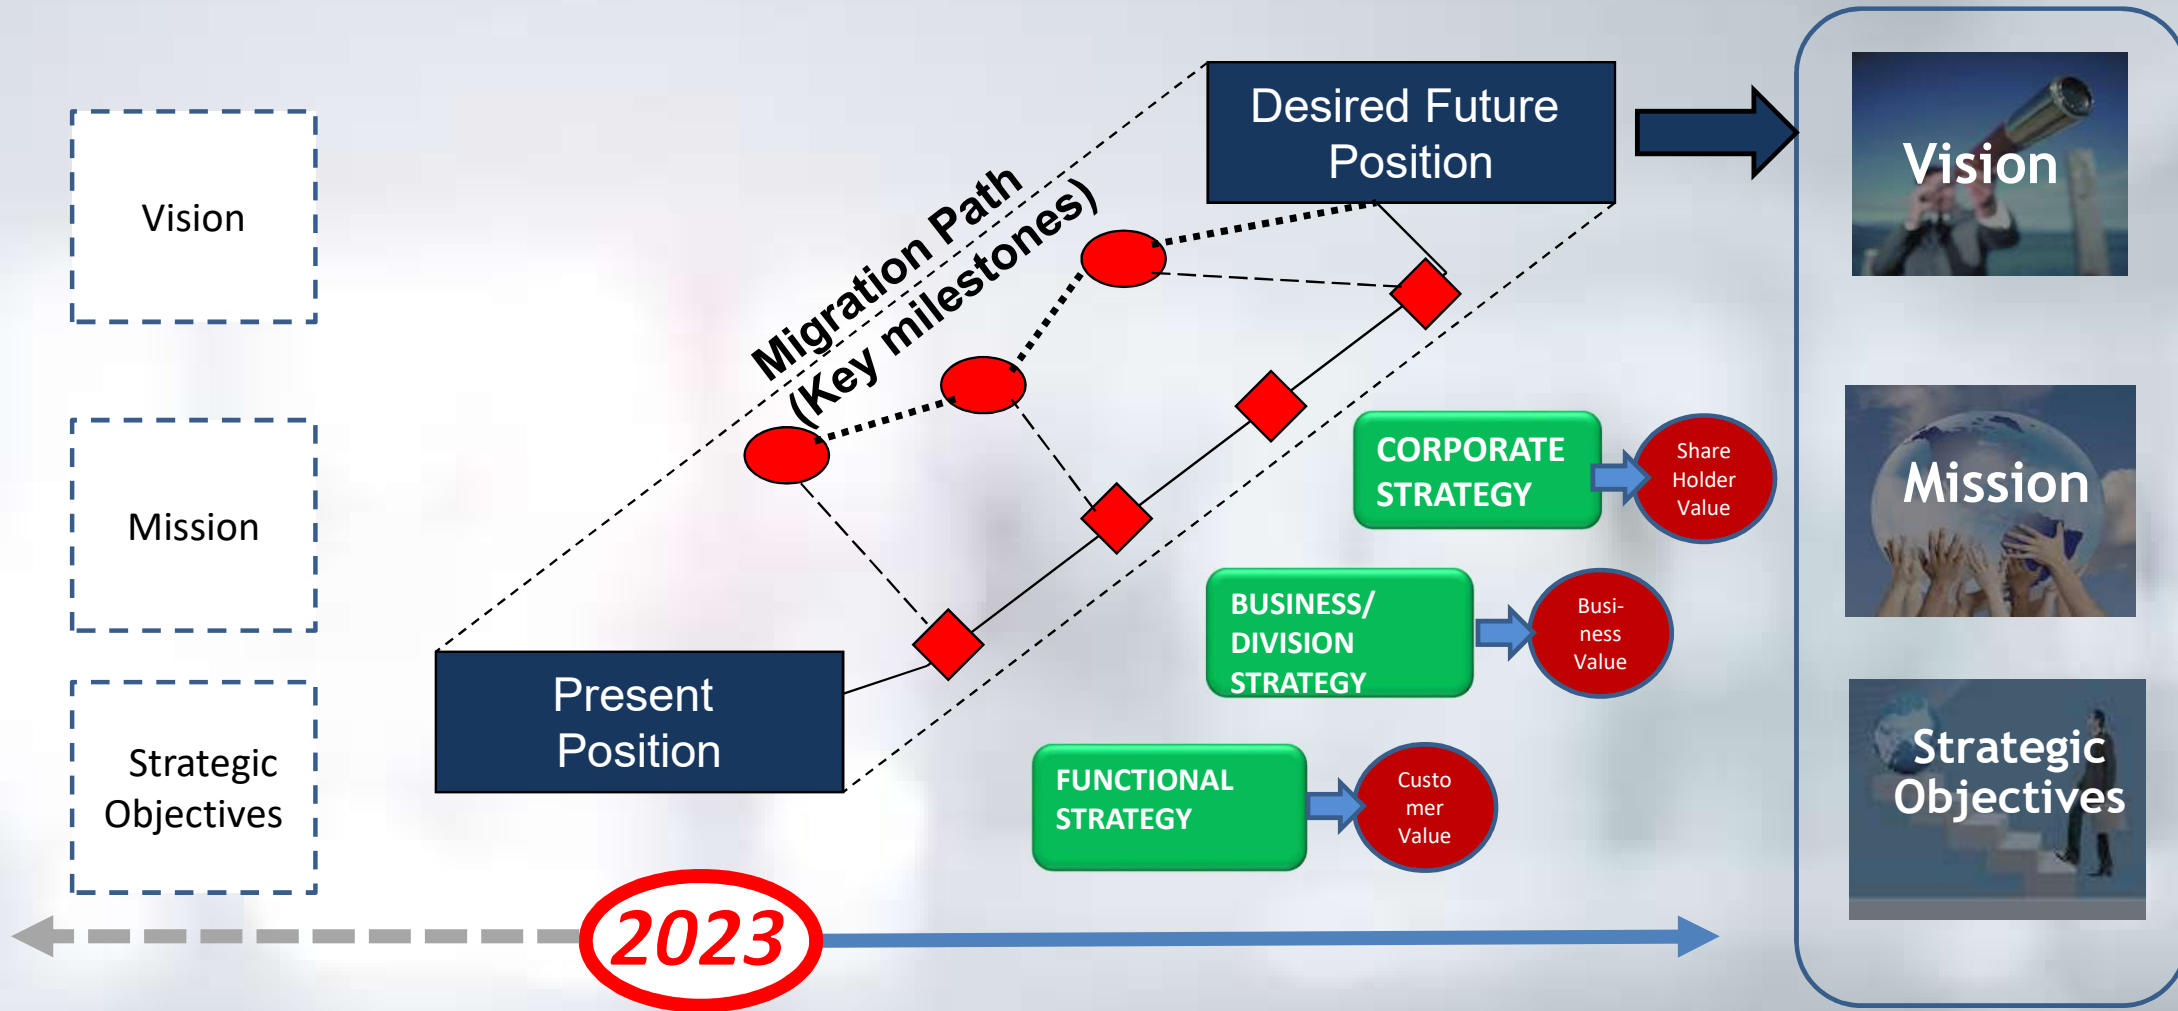 Vision
Mission
Strategic
Objectives
Migration Path
(Key milestones)
Desired Future
Position
Present
Position
CORPORATE
STRATEGY
Share
Holder
Value
BUSINESS/
DIVISION
STRATEGY
Busi-
ness
Value
FUNCTIONAL
STRATEGY
Custo
mer
Value
2023
Vision
Mission
Strategic
Objectives